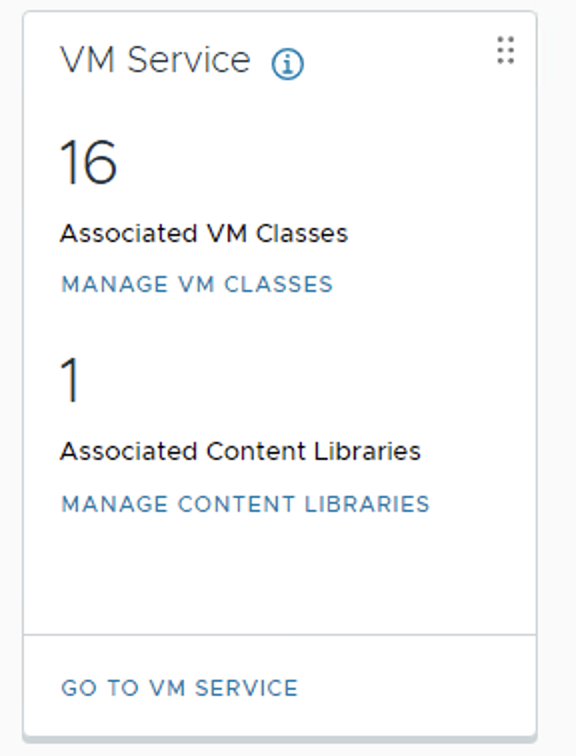 VM Service
16
Associated VM Classes
MANAGE VM CLASSES
1
Associated Content Libraries
MANAGE CONTENT LIBRARIES
GO TO VM SERVICE